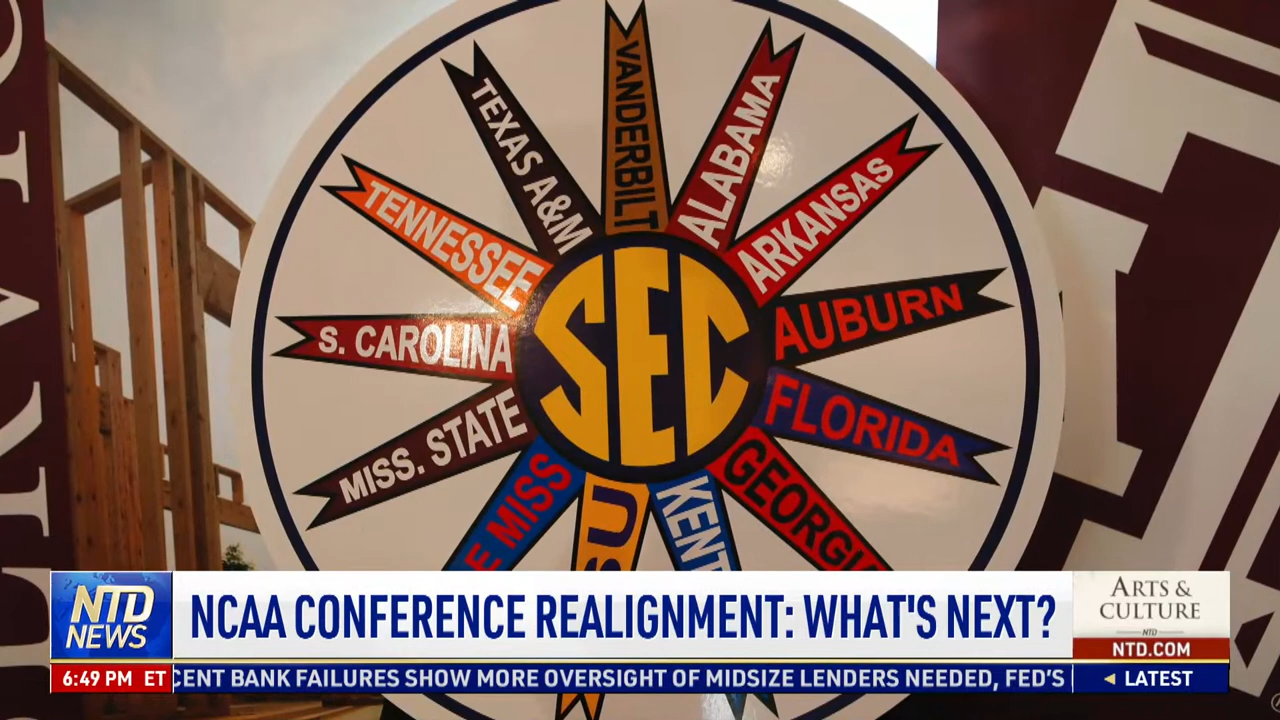 VANDERBILT
ALABAMA
TEXAS A&M
ARKANSAS
TENNESSEE
AUBURN
S. CAROLINA
SEC
FLORIDA
MISS. STATE
GEORGI
E MISS
U
KENT
NTD
NEWS
NCAA CONFERENCE REALIGNMENT: WHAT'S NEXT?
ARTS &
CULTURE
NTD
NTD.COM
6:49 PM ET
CENT BANK FAILURES SHOW MORE OVERSIGHT OF MIDSIZE LENDERS NEEDED, FED'S
◄ LATEST